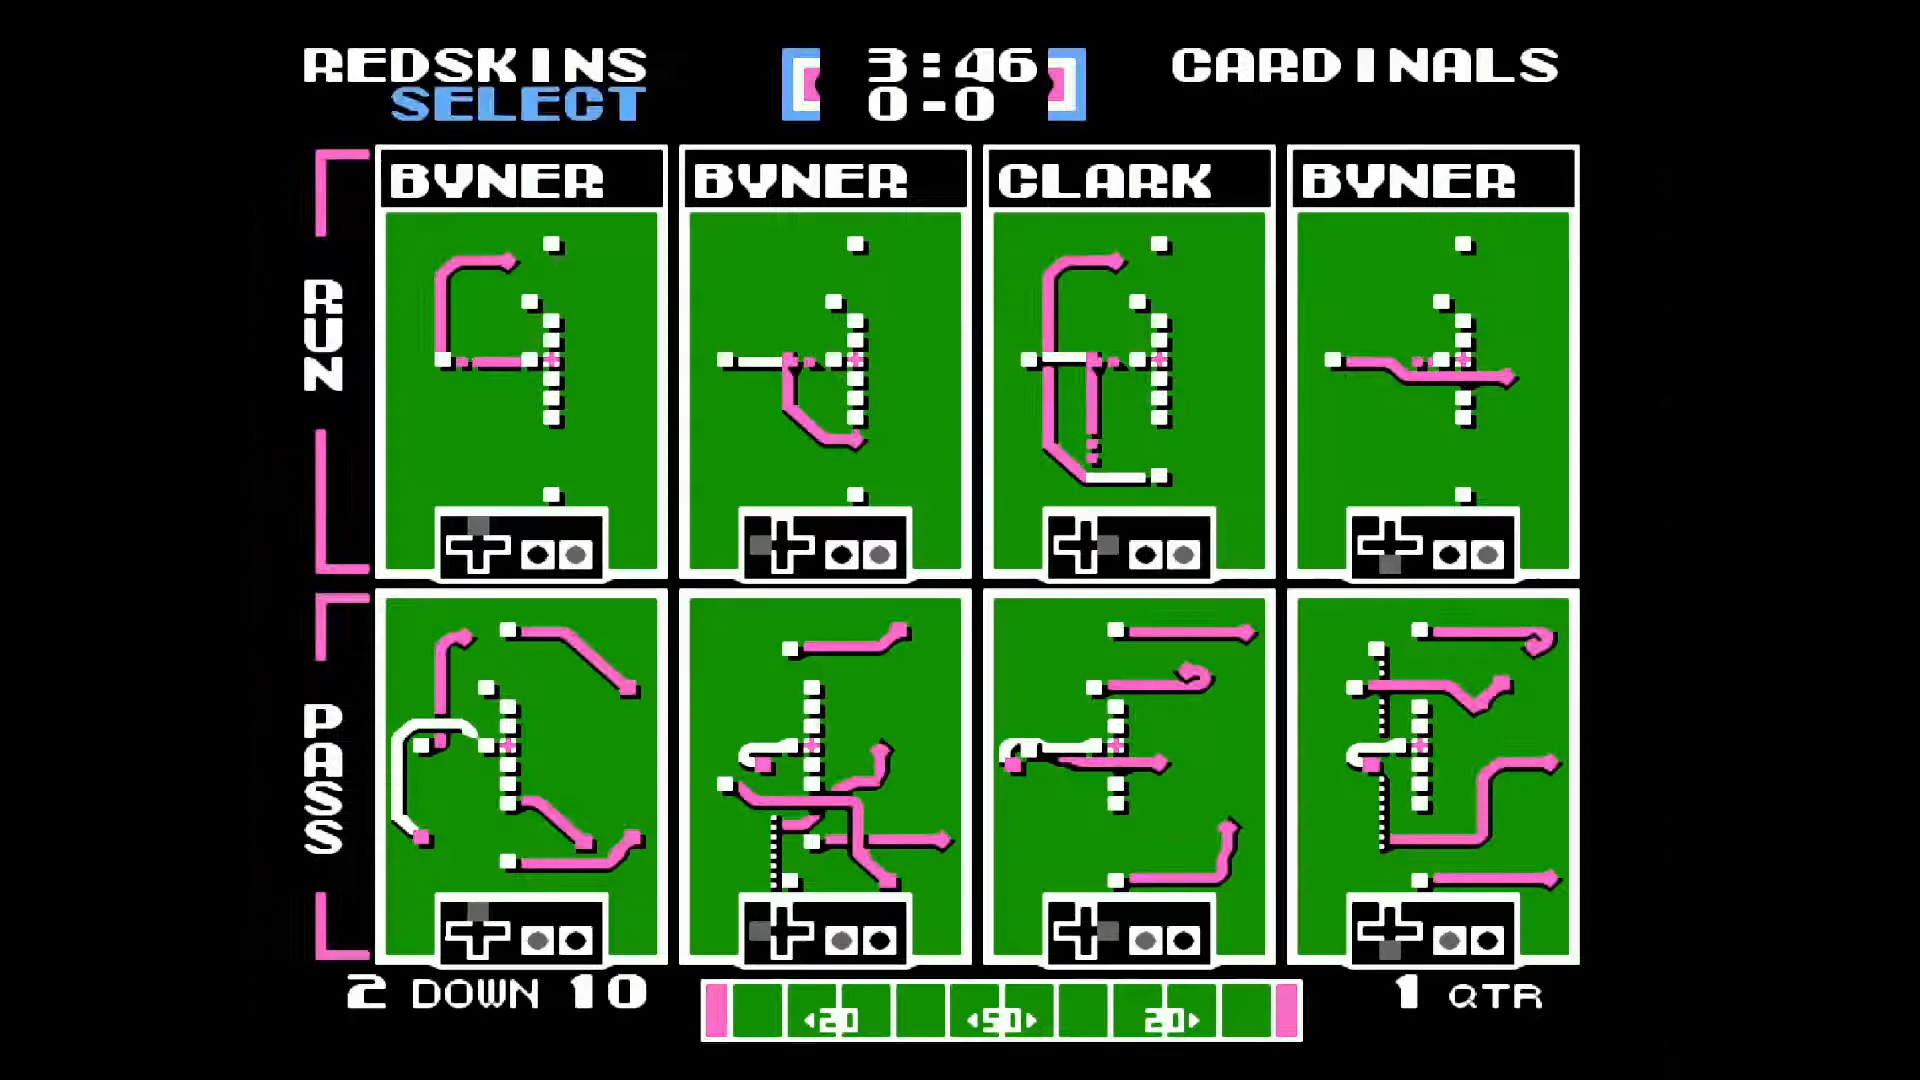 REDSKINS 3:46 CARDINALS
SELECT 0-0
BYNER BYNER CLARK BYNER
RUN
PASS
2 DOWN 10 1 QTR
20 50 20